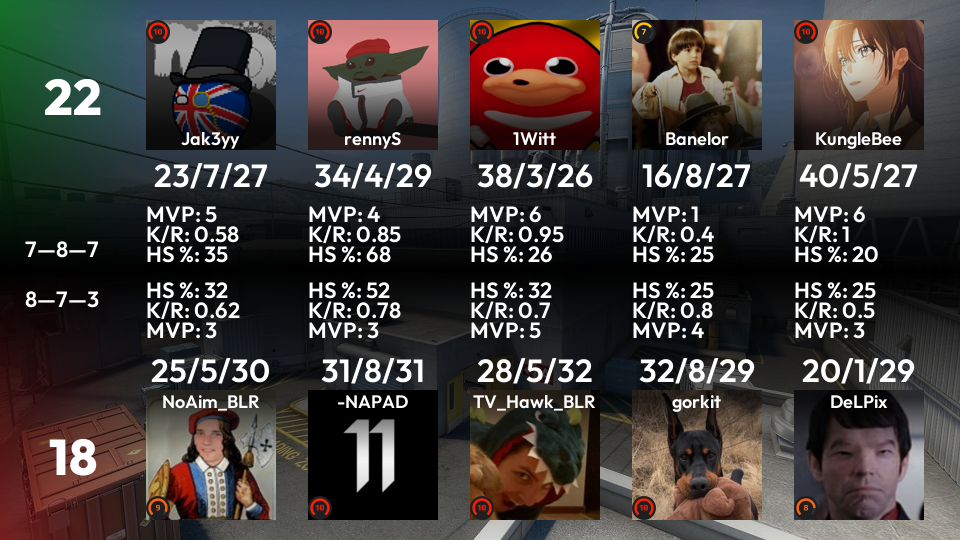 10 10 10 7 10
22
Jak3yy rennyS 1Witt Banelor KungleBee
23/7/27 34/4/29 38/3/26 16/8/27 40/5/27
MVP: 5 MVP: 4 MVP: 6 MVP: 1 MVP: 6
K/R: 0.58 K/R: 0.85 K/R: 0.95 K/R: 0.4 K/R: 1
7—8—7
HS %: 35 HS %: 68 HS %: 26 HS %: 25 HS %: 20
8—7—3
HS %: 32 HS %: 52 HS %: 32 HS %: 25 HS %: 25
K/R: 0.62 K/R: 0.78 K/R: 0.7 K/R: 0.8 K/R: 0.5
MVP: 3 MVP: 3 MVP: 5 MVP: 4 MVP: 3
25/5/30 31/8/31 28/5/32 32/8/29 20/1/29
NoAim_BLR -NAPAD TV_Hawk_BLR gorkit DeLPix
18
9 10 10 10 8